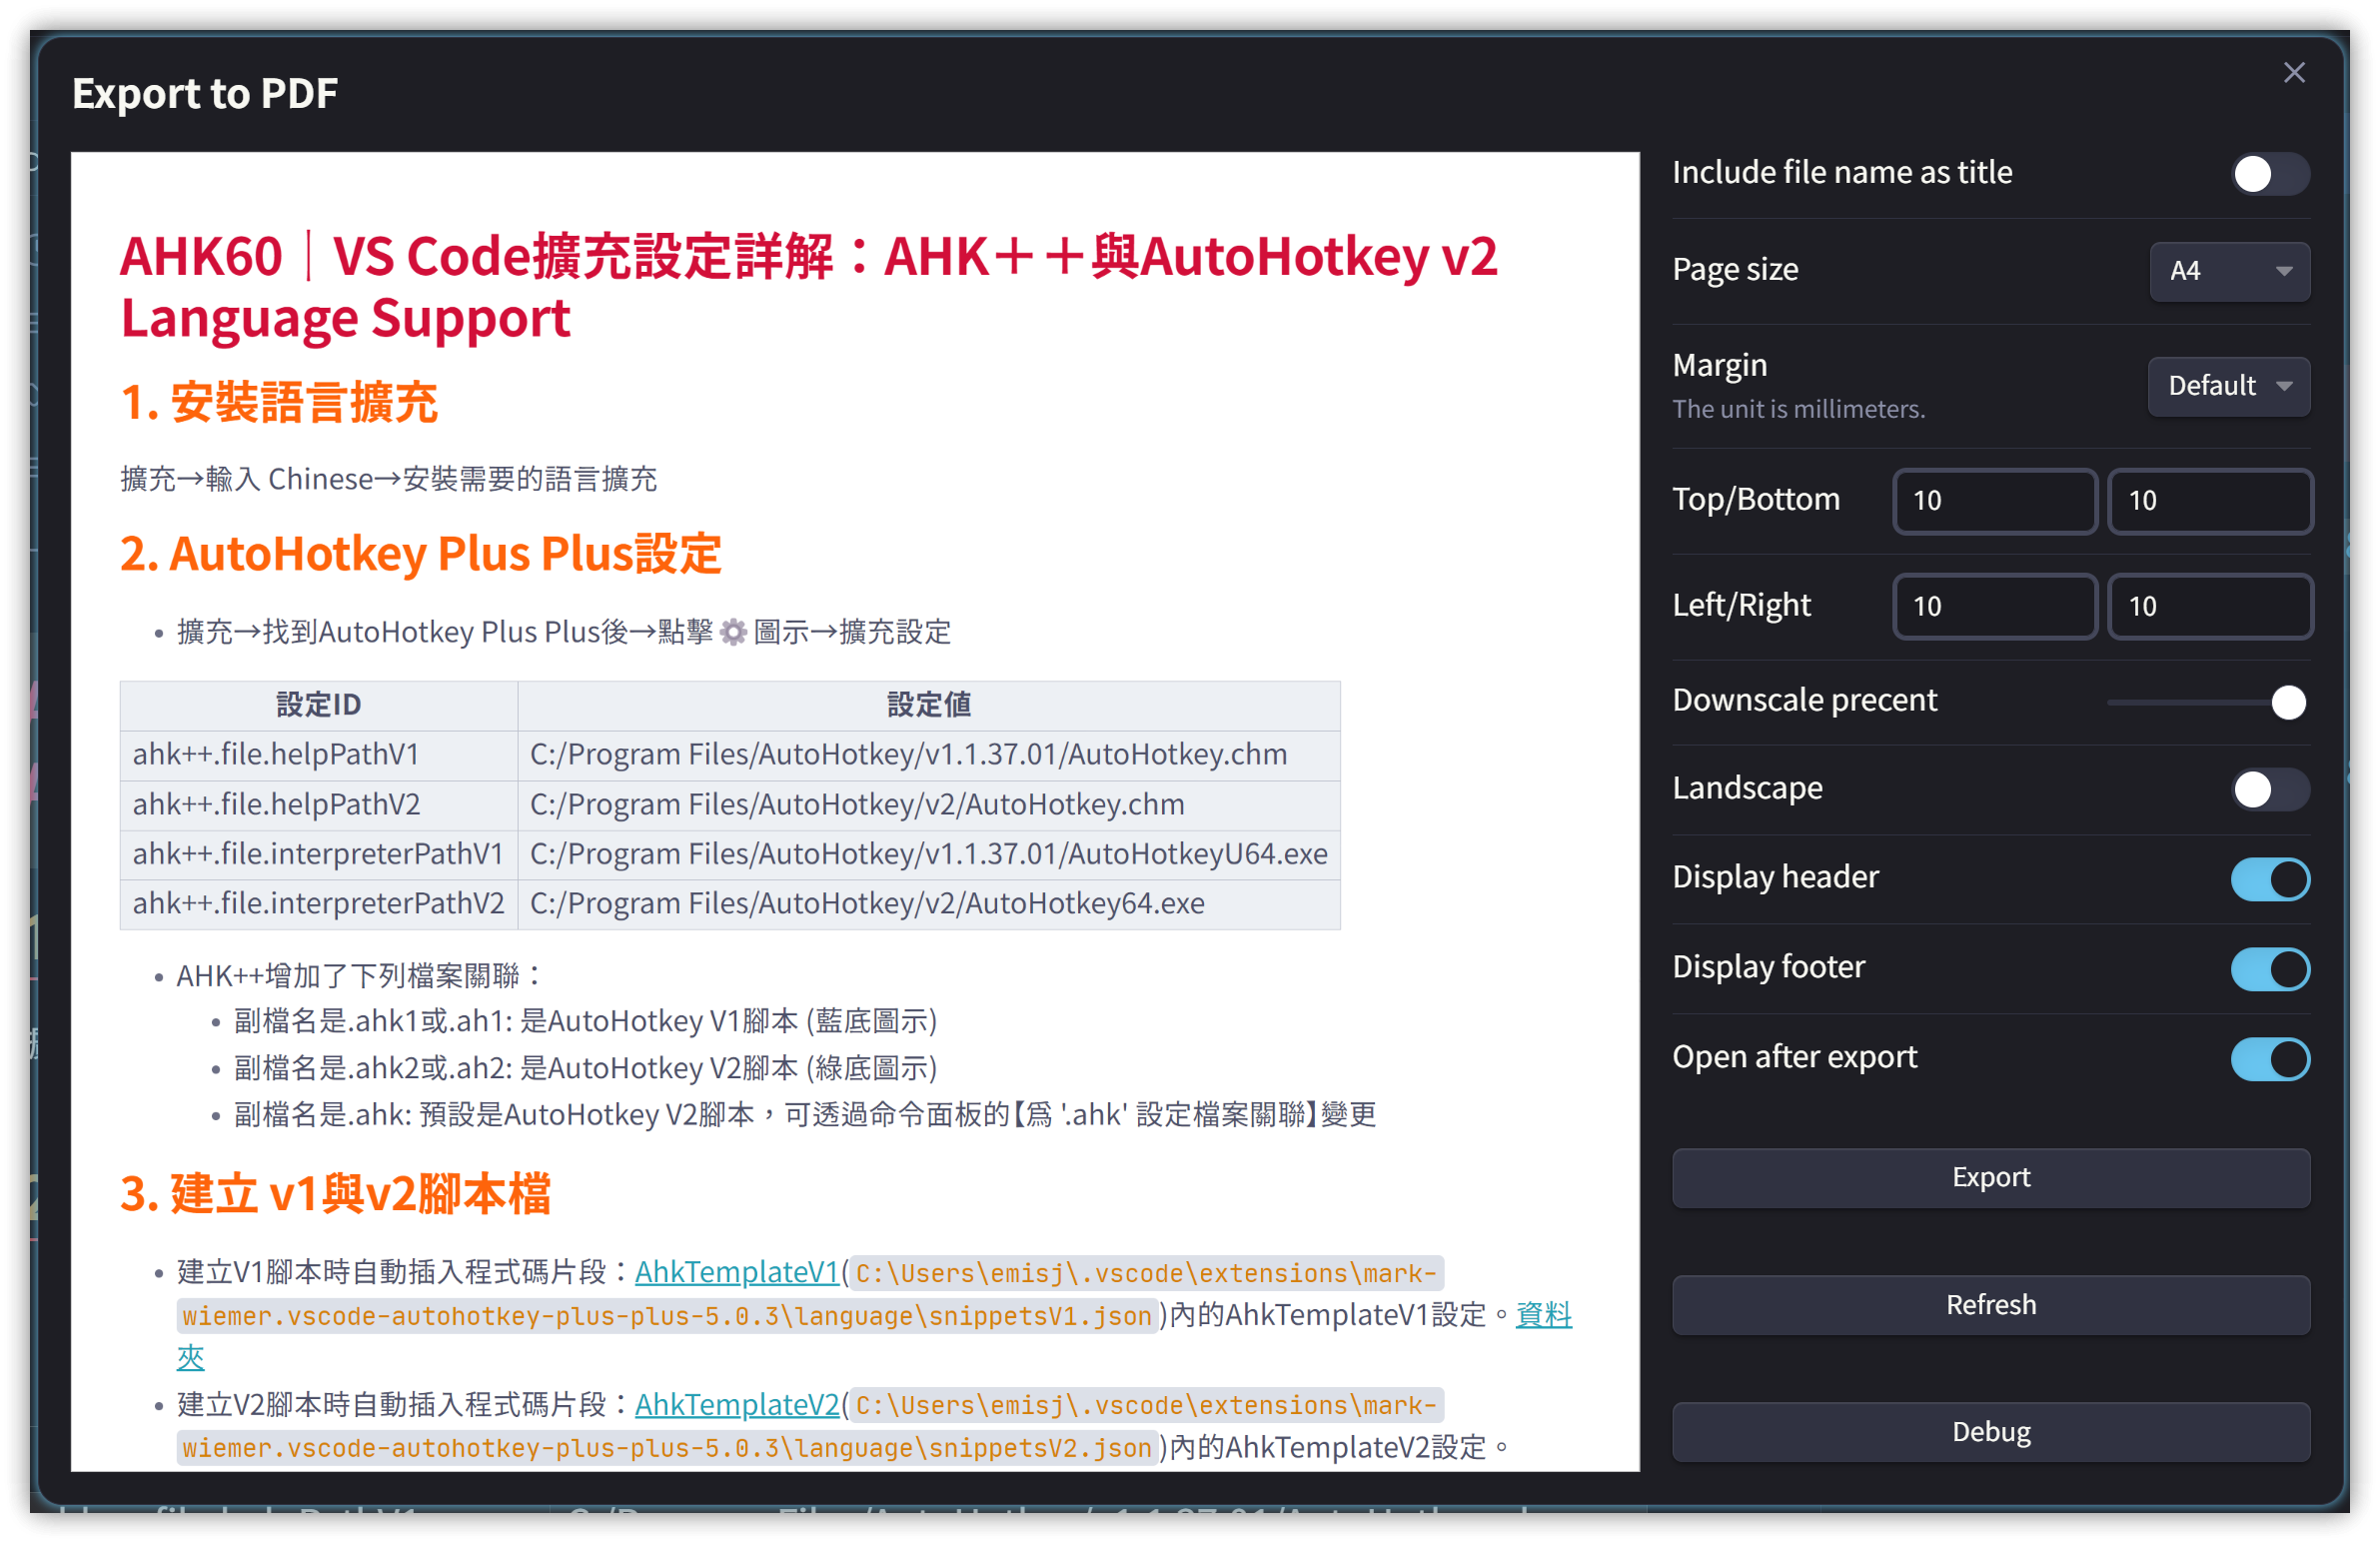 Export to PDF
AHK60｜VS Code擴充設定詳解：AHK＋＋與AutoHotkey v2
Language Support
1. 安裝語言擴充
擴充→輸入 Chinese→安裝需要的語言擴充
2. AutoHotkey Plus Plus設定
• 擴充→找到AutoHotkey Plus Plus後→點擊⚙️圖示→擴充設定
設定ID 設定值
ahk++.file.helpPathV1 C:/Program Files/AutoHotkey/v1.1.37.01/AutoHotkey.chm
ahk++.file.helpPathV2 C:/Program Files/AutoHotkey/v2/AutoHotkey.chm
ahk++.file.interpreterPathV1 C:/Program Files/AutoHotkey/v1.1.37.01/AutoHotkeyU64.exe
ahk++.file.interpreterPathV2 C:/Program Files/AutoHotkey/v2/AutoHotkey64.exe
• AHK++增加了下列檔案關聯：
• 副檔名是.ahk1或.ah1: 是AutoHotkey V1腳本 (藍底圖示)
• 副檔名是.ahk2或.ah2: 是AutoHotkey V2腳本 (綠底圖示)
• 副檔名是.ahk: 預設是AutoHotkey V2腳本，可透過命令面板的【為 '.ahk' 設定檔案關聯】變更
3. 建立 v1與v2腳本檔
• 建立V1腳本時自動插入程式碼片段：AhkTemplateV1(C:\Users\emisj\.vscode\extensions\mark-
wiemer.vscode-autohotkey-plus-plus-5.0.3\language\snippetsV1.json)內的AhkTemplateV1設定。資料
夾
• 建立V2腳本時自動插入程式碼片段：AhkTemplateV2(C:\Users\emisj\.vscode\extensions\mark-
wiemer.vscode-autohotkey-plus-plus-5.0.3\language\snippetsV2.json)內的AhkTemplateV2設定。
Include file name as title
Page size A4
Margin Default
The unit is millimeters.
Top/Bottom 10 10
Left/Right 10 10
Downscale precent
Landscape
Display header
Display footer
Open after export
Export
Refresh
Debug